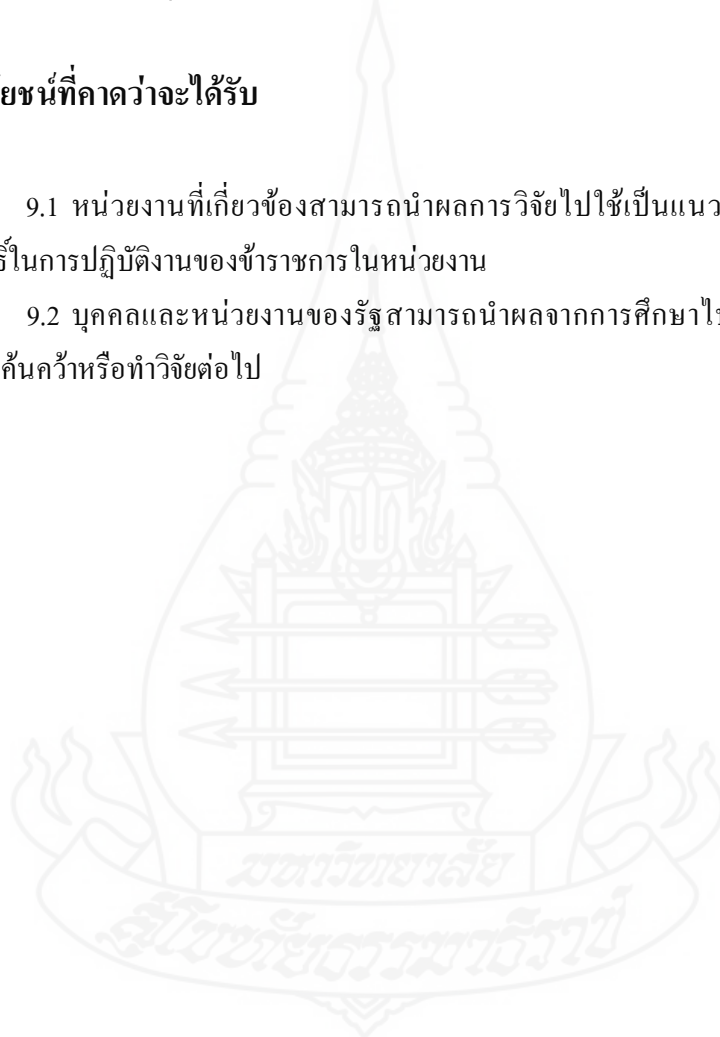 ยชน์ที่คาดว่าจะได้รับ
9.1 หน่วยงานที่เกี่ยวข้องสามารถนำผลการวิจัยไปใช้เป็นแนว
ธิ์ในการปฏิบัติงานของข้าราชการในหน่วยงาน
9.2 บุคคลและหน่วยงานของรัฐสามารถนำผลจากการศึกษาไป
ค้นคว้าหรือทำวิจัยต่อไป
มหาวิทยาลัย
สุโขทัยธรรมาธิราช